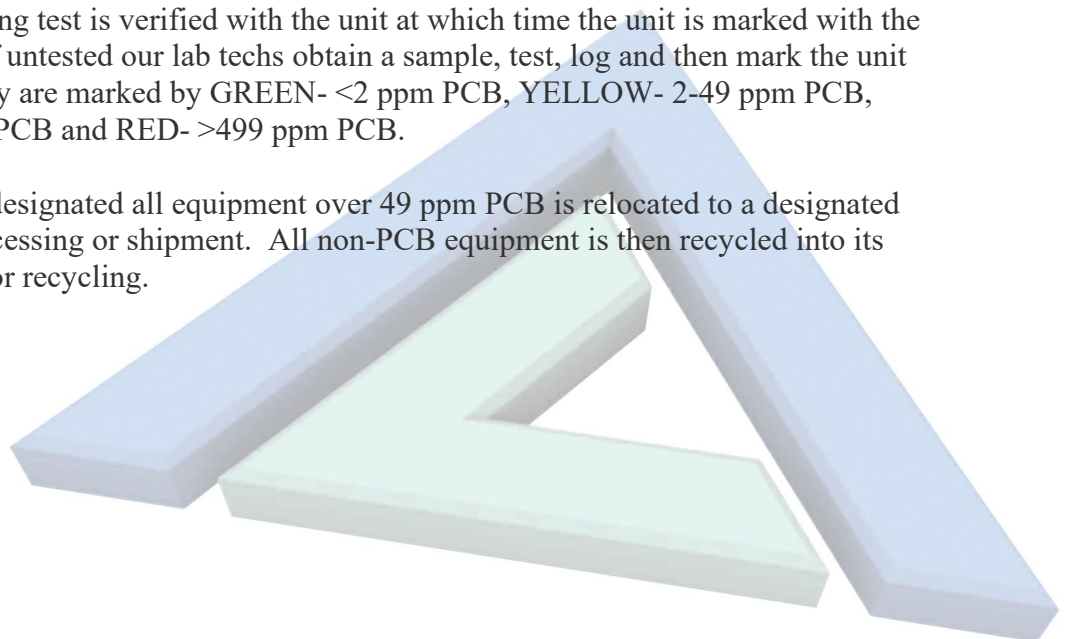 ng test is verified with the unit at which time the unit is marked with the
untested our lab techs obtain a sample, test, log and then mark the unit
y are marked by GREEN- <2 ppm PCB, YELLOW- 2-49 ppm PCB,
PCB and RED- >499 ppm PCB.
designated all equipment over 49 ppm PCB is relocated to a designated
cessing or shipment.  All non-PCB equipment is then recycled into its
or recycling.